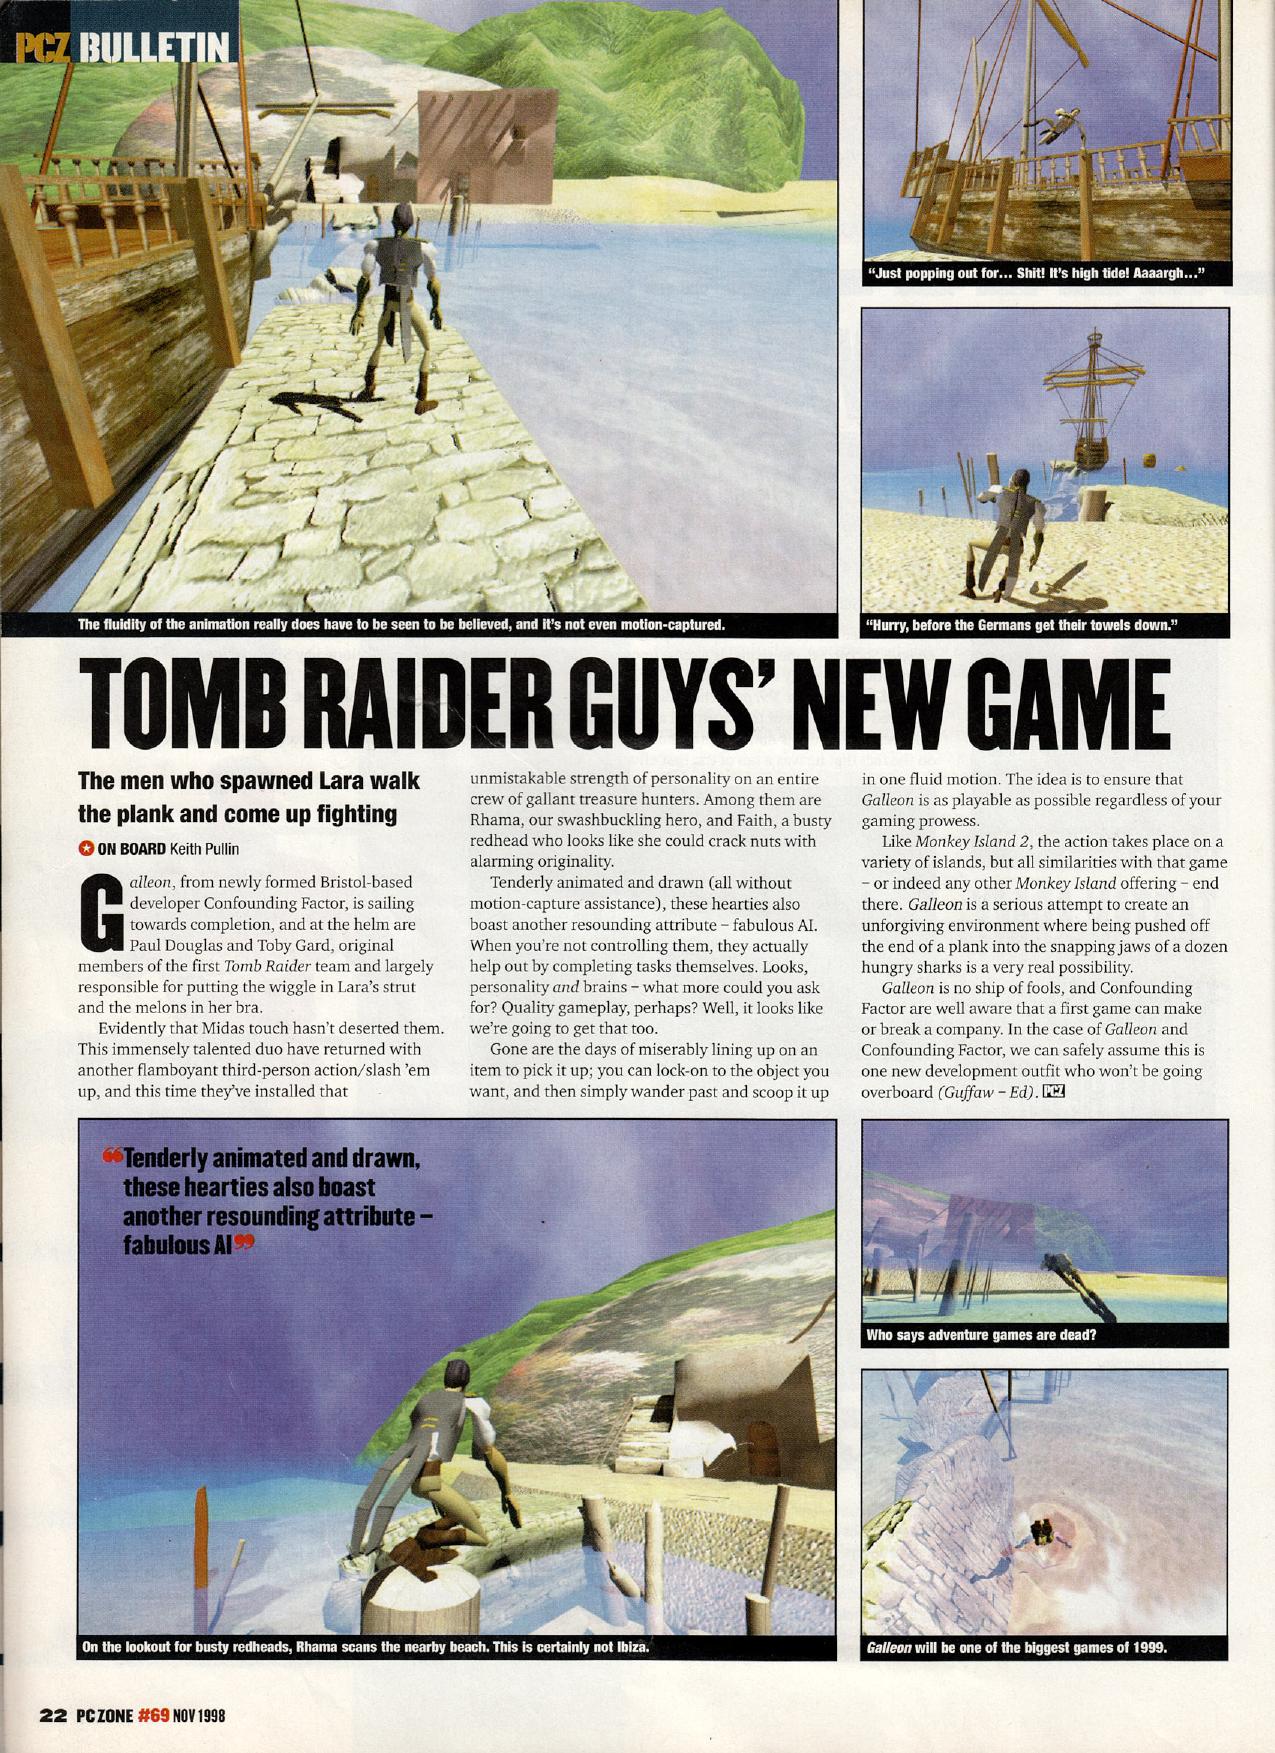 PCZ BULLETIN
"Just popping out for... Shit! It's high tide! Aaaargh..."
The fluidity of the animation really does have to be seen to be believed, and it's not even motion-captured.
"Hurry, before the Germans get their towels down."
TOMB RAIDER GUYS' NEW GAME
The men who spawned Lara walk
the plank and come up fighting
ON BOARD Keith Pullin
Galleon, from newly formed Bristol-based
developer Confounding Factor, is sailing
towards completion, and at the helm are
Paul Douglas and Toby Gard, original
members of the first Tomb Raider team and largely
responsible for putting the wiggle in Lara's strut
and the melons in her bra.
Evidently that Midas touch hasn't deserted them.
This immensely talented duo have returned with
another flamboyant third-person action/slash 'em
up, and this time they've installed that
unmistakable strength of personality on an entire
crew of gallant treasure hunters. Among them are
Rhama, our swashbuckling hero, and Faith, a busty
redhead who looks like she could crack nuts with
alarming originality.
Tenderly animated and drawn (all without
motion-capture assistance), these hearties also
boast another resounding attribute – fabulous AI.
When you're not controlling them, they actually
help out by completing tasks themselves. Looks,
personality and brains – what more could you ask
for? Quality gameplay, perhaps? Well, it looks like
we're going to get that too.
Gone are the days of miserably lining up on an
item to pick it up; you can lock-on to the object you
want, and then simply wander past and scoop it up
in one fluid motion. The idea is to ensure that
Galleon is as playable as possible regardless of your
gaming prowess.
Like Monkey Island 2, the action takes place on a
variety of islands, but all similarities with that game
– or indeed any other Monkey Island offering – end
there. Galleon is a serious attempt to create an
unforgiving environment where being pushed off
the end of a plank into the snapping jaws of a dozen
hungry sharks is a very real possibility.
Galleon is no ship of fools, and Confounding
Factor are well aware that a first game can make
or break a company. In the case of Galleon and
Confounding Factor, we can safely assume this is
one new development outfit who won't be going
overboard (Guffaw – Ed). PCZ
"Tenderly animated and drawn,
these hearties also boast
another resounding attribute –
fabulous AI"
Who says adventure games are dead?
On the lookout for busty redheads, Rhama scans the nearby beach. This is certainly not Ibiza.
Galleon will be one of the biggest games of 1999.
22 PC ZONE #69 NOV 1998